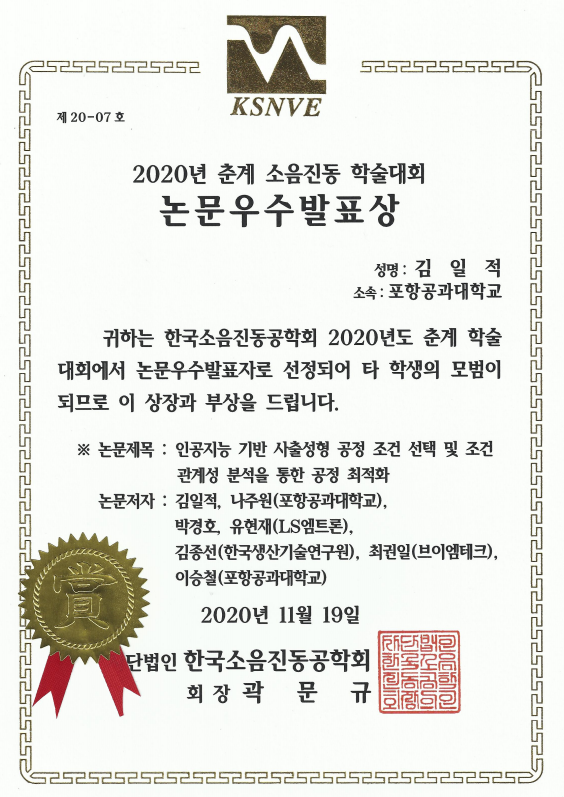 KSNVE
제 20-07 호
2020년 춘계 소음진동 학술대회
논문우수발표상
성명 : 김 일 적
소속 : 포항공과대학교
귀하는 한국소음진동공학회 2020년도 춘계 학술
대회에서 논문우수발표자로 선정되어 타 학생의 모범이
되므로 이 상장과 부상을 드립니다.
※ 논문제목 : 인공지능 기반 사출성형 공정 조건 선택 및 조건
관계성 분석을 통한 공정 최적화
논문저자 : 김일적, 나주원(포항공과대학교),
박경호, 유현재(LS엠트론),
김종선(한국생산기술연구원), 최권일(브이엠테크),
이승철(포항공과대학교)
賞
2020년 11월 19일
단법인 한국소음진동공학회
회 장 곽 문 규